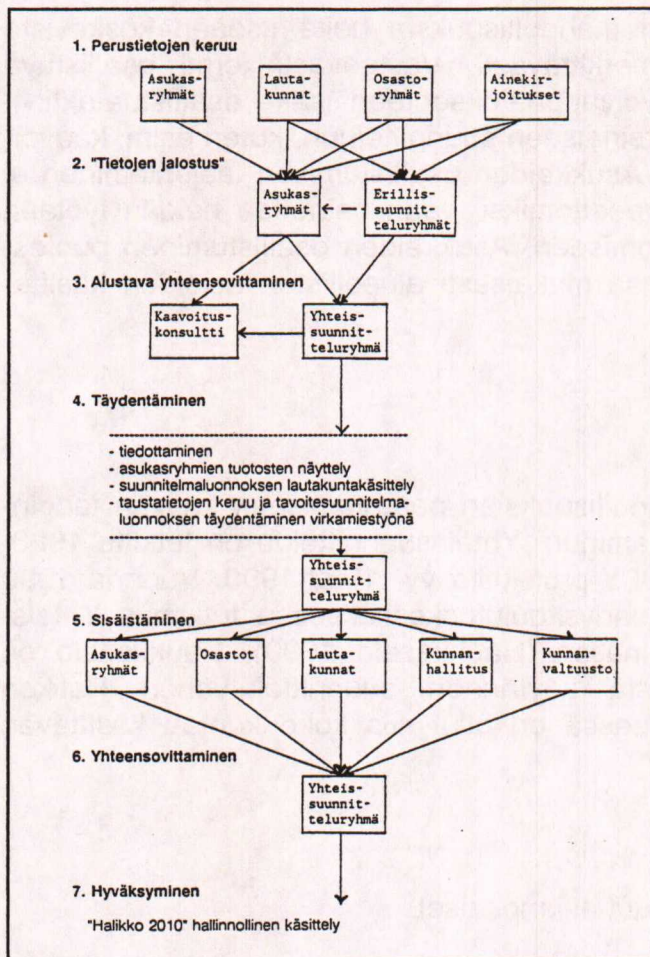 1. Perustietojen keruu
Asukas-
ryhmät
Lauta-
kunnat
Osasto-
ryhmät
Ainekir-
joitukset
2. "Tietojen jalostus"
Asukas-
ryhmät
Erillis-
suunnit-
teluryhmät
3. Alustava yhteensovittaminen
Kaavoitus-
konsultti
Yhteis-
suunnit-
teluryhmä
4. Täydentäminen
- tiedottaminen
- asukasryhmien tuotosten näyttely
- suunnitelmaluonnoksen lautakuntakäsittely
- taustatietojen keruu ja tavoitesuunnitelma-
luonnoksen täydentäminen virkamiestyönä
Yhteis-
suunnit-
teluryhmä
5. Sisäistäminen
Asukas-
ryhmät
Osastot
Lauta-
kunnat
Kunnan-
hallitus
Kunnan-
valtuusto
6. Yhteensovittaminen
Yhteis-
suunnit-
teluryhmä
7. Hyväksyminen
"Halikko 2010" hallinnollinen käsittely